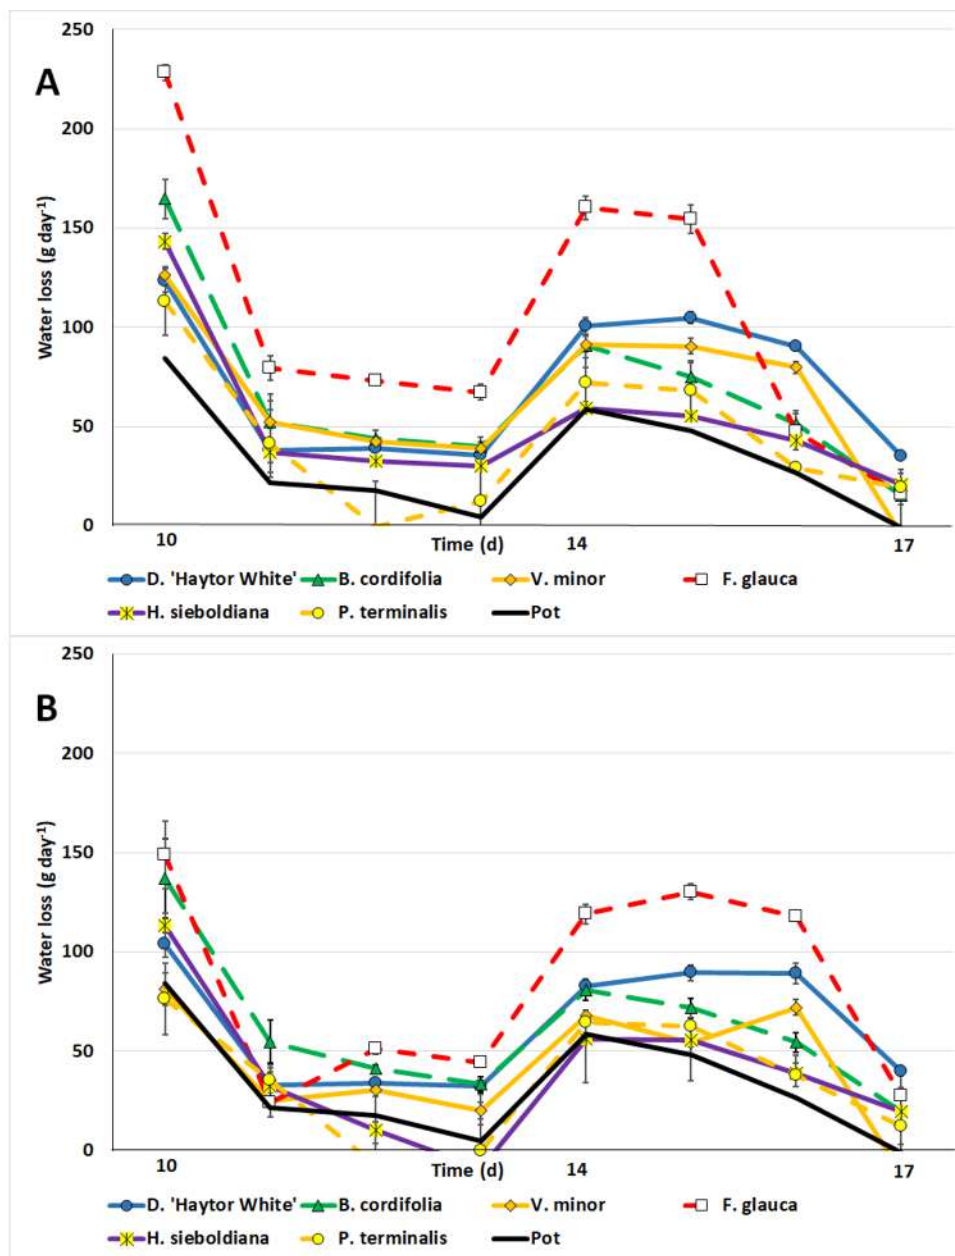 250
A
200
150
100
50
0
Water loss (g day-1)
10 Time (d) 14 17
D. 'Haytor White' B. cordifolia V. minor F. glauca
H. sieboldiana P. terminalis Pot
250
B
200
150
100
50
0
Water loss (g day-1)
10 Time (d) 14 17
D. 'Haytor White' B. cordifolia V. minor F. glauca
H. sieboldiana P. terminalis Pot